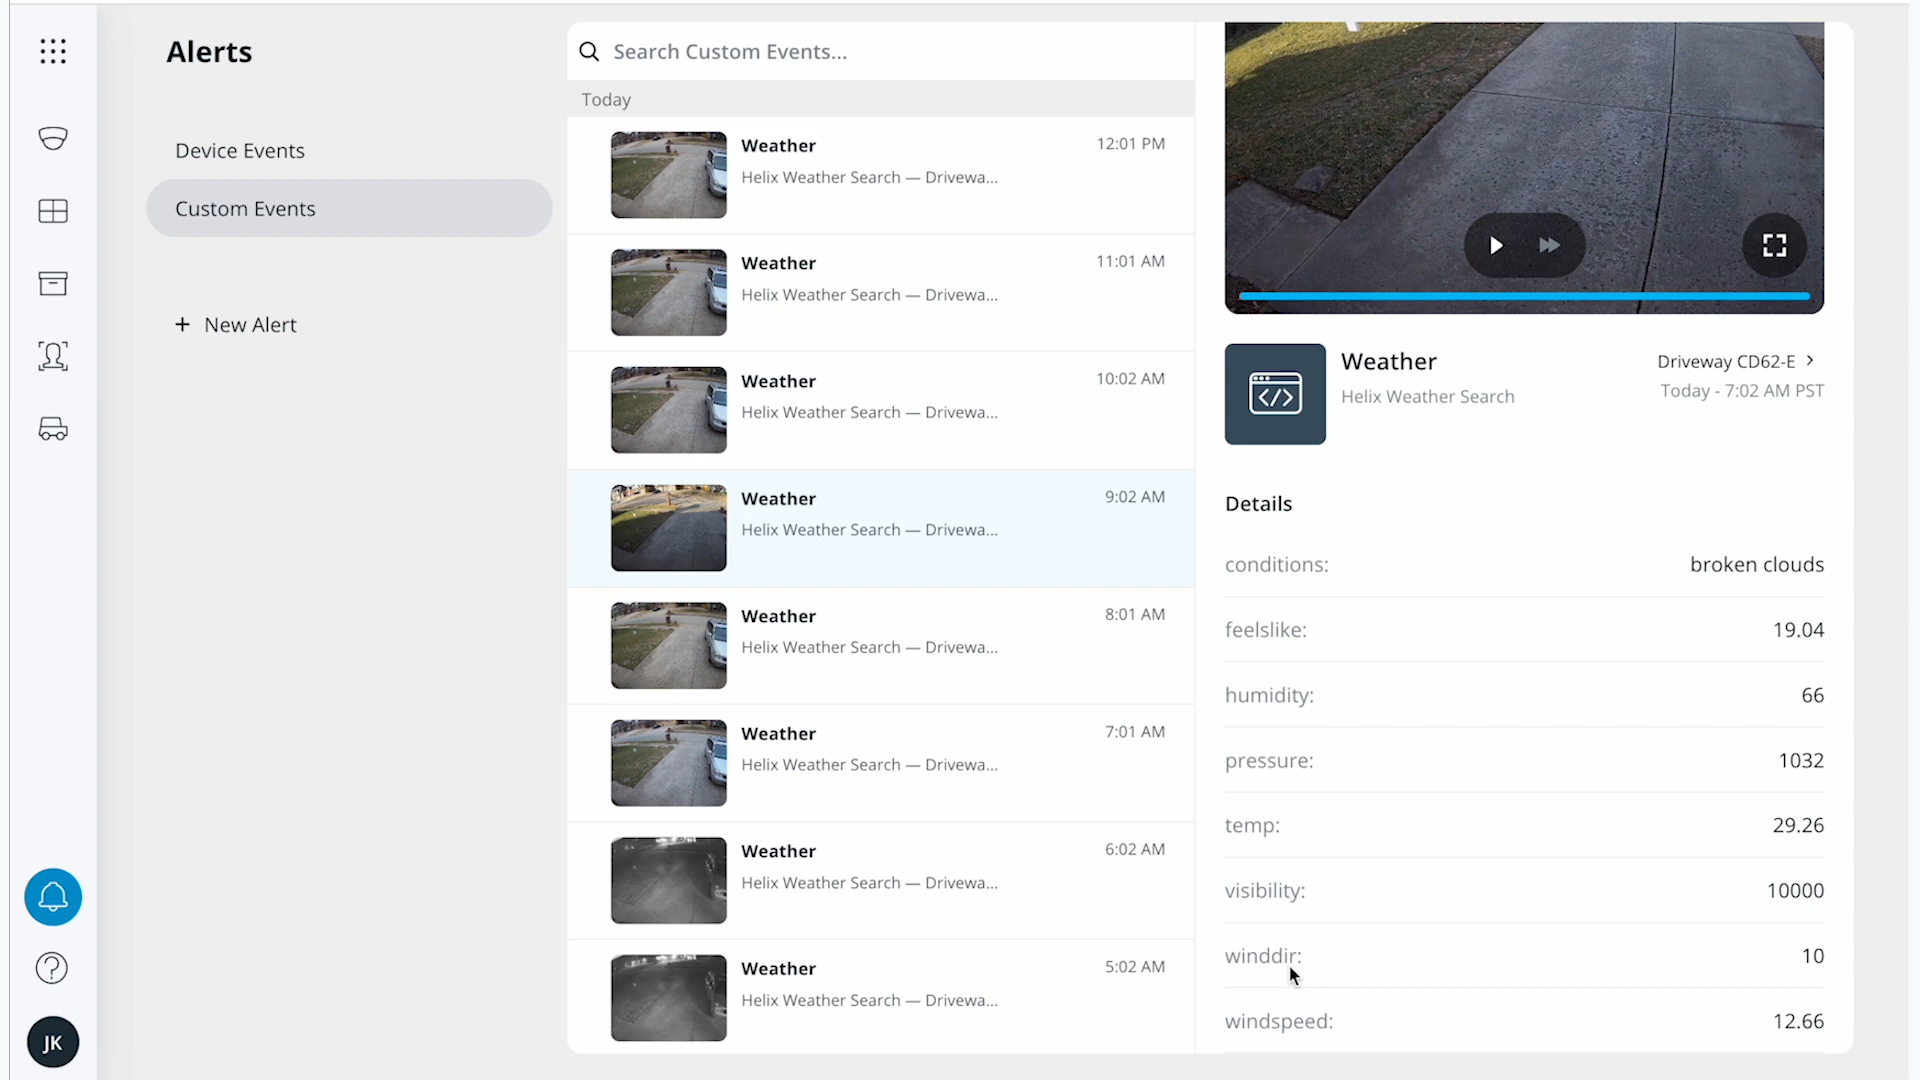 Alerts
Device Events
Custom Events
+ New Alert
JK
Search Custom Events...
Today
Weather
12:01 PM
Helix Weather Search — Drivewa...
Weather
11:01 AM
Helix Weather Search — Drivewa...
Weather
10:02 AM
Helix Weather Search — Drivewa...
Weather
9:02 AM
Helix Weather Search — Drivewa...
Weather
8:01 AM
Helix Weather Search — Drivewa...
Weather
7:01 AM
Helix Weather Search — Drivewa...
Weather
6:02 AM
Helix Weather Search — Drivewa...
Weather
5:02 AM
Helix Weather Search — Drivewa...
Weather
Driveway CD62-E >
Helix Weather Search
Today - 7:02 AM PST
Details
conditions: broken clouds
feelslike: 19.04
humidity: 66
pressure: 1032
temp: 29.26
visibility: 10000
winddir: 10
windspeed: 12.66